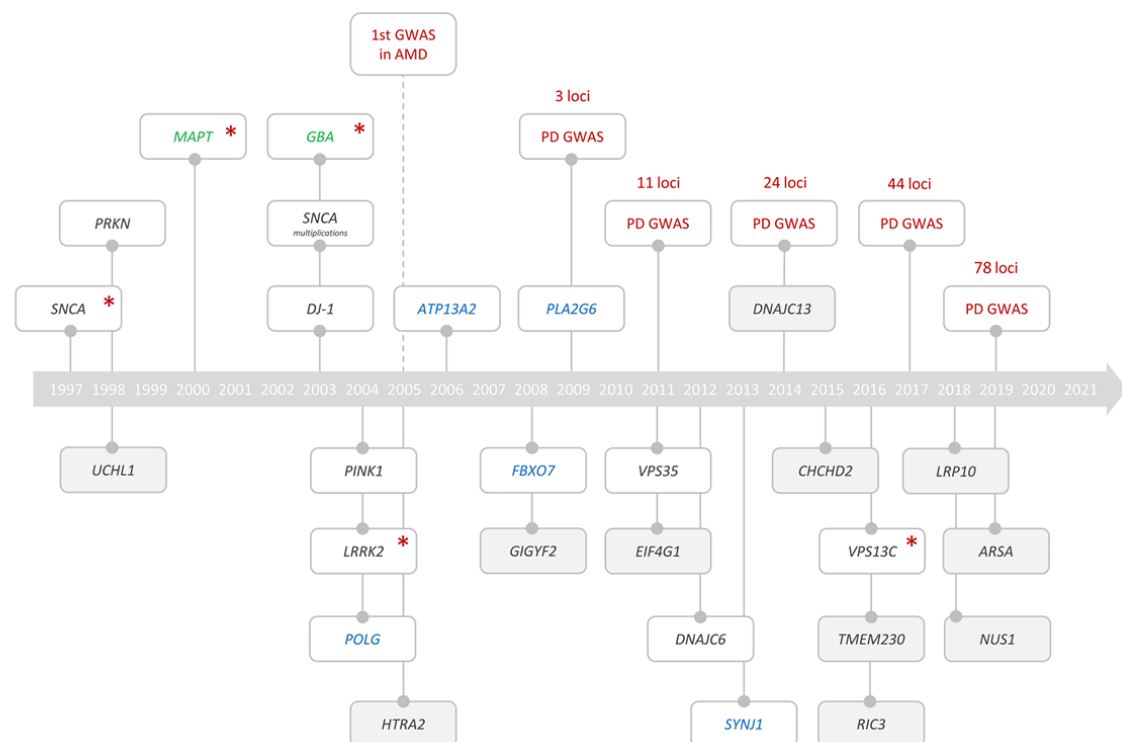 1st GWAS
in AMD
3 loci
MAPT *
GBA *
PD GWAS
11 loci
24 loci
44 loci
PRKN
SNCA
multiplications
PD GWAS
PD GWAS
PD GWAS
78 loci
SNCA *
DJ-1
ATP13A2
PLA2G6
DNAJC13
PD GWAS
1997 1998 1999 2000 2001 2002 2003 2004 2005 2006 2007 2008 2009 2010 2011 2012 2013 2014 2015 2016 2017 2018 2019 2020 2021
UCHL1
PINK1
FBXO7
VPS35
CHCHD2
LRP10
LRRK2 *
GIGYF2
EIF4G1
VPS13C *
ARSA
POLG
DNAJC6
TMEM230
NUS1
HTRA2
SYNJ1
RIC3